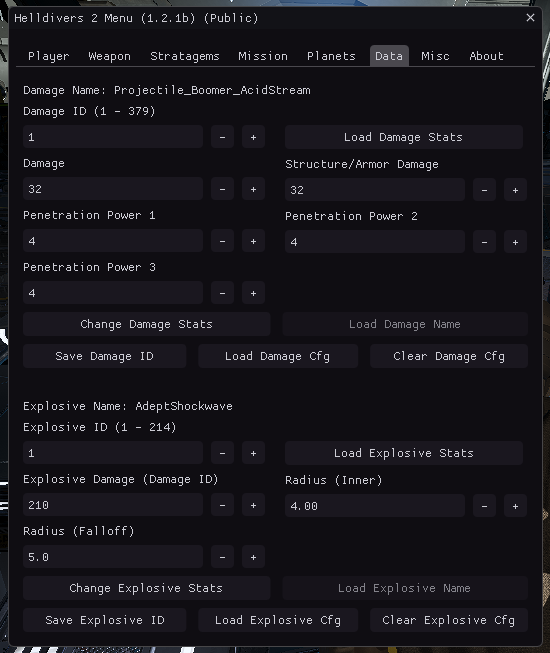 Helldivers 2 Menu (1.2.1b) (Public) ✕
Player Weapon Stratagems Mission Planets Data Misc About
Damage Name: Projectile_Boomer_AcidStream
Damage ID (1 - 379)
1 - + Load Damage Stats
Damage Structure/Armor Damage
32 - + 32 - +
Penetration Power 1 Penetration Power 2
4 - + 4 - +
Penetration Power 3
4 - +
Change Damage Stats Load Damage Name
Save Damage ID Load Damage Cfg Clear Damage Cfg
Explosive Name: AdeptShockwave
Explosive ID (1 - 214)
1 - + Load Explosive Stats
Explosive Damage (Damage ID) Radius (Inner)
210 - + 4.00 - +
Radius (Falloff)
5.0 - +
Change Explosive Stats Load Explosive Name
Save Explosive ID Load Explosive Cfg Clear Explosive Cfg